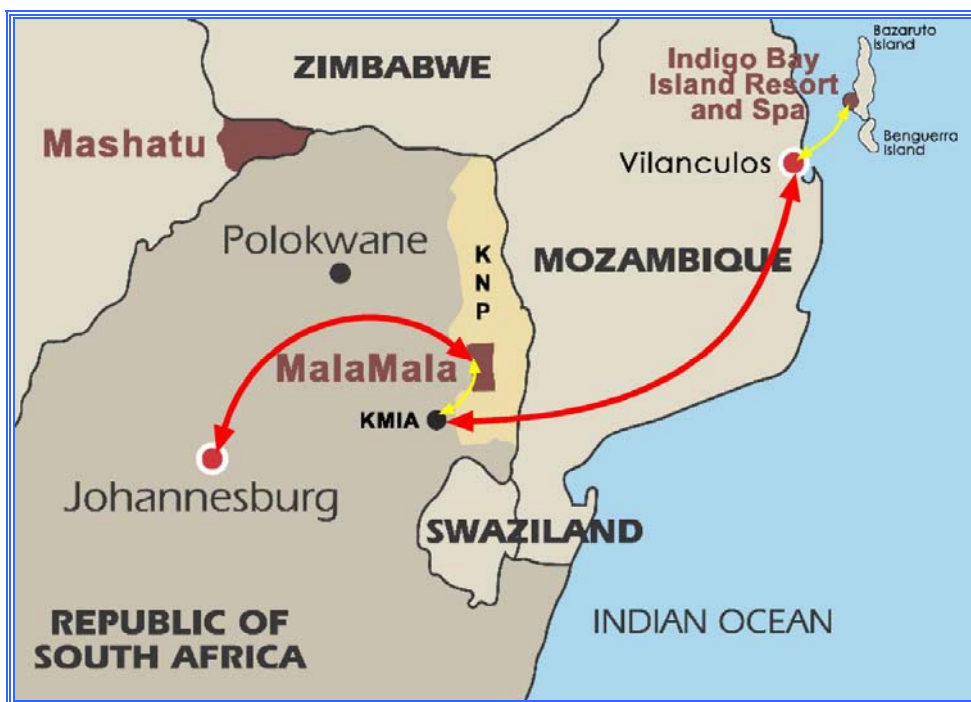 Bazaruto
Island
ZIMBABWE
Indigo Bay
Island Resort
and Spa
Mashatu
Benguerra
Island
Vilanculos
Polokwane
K
N
P
MOZAMBIQUE
MalaMala
KMIA
Johannesburg
SWAZILAND
REPUBLIC OF
SOUTH AFRICA
INDIAN OCEAN